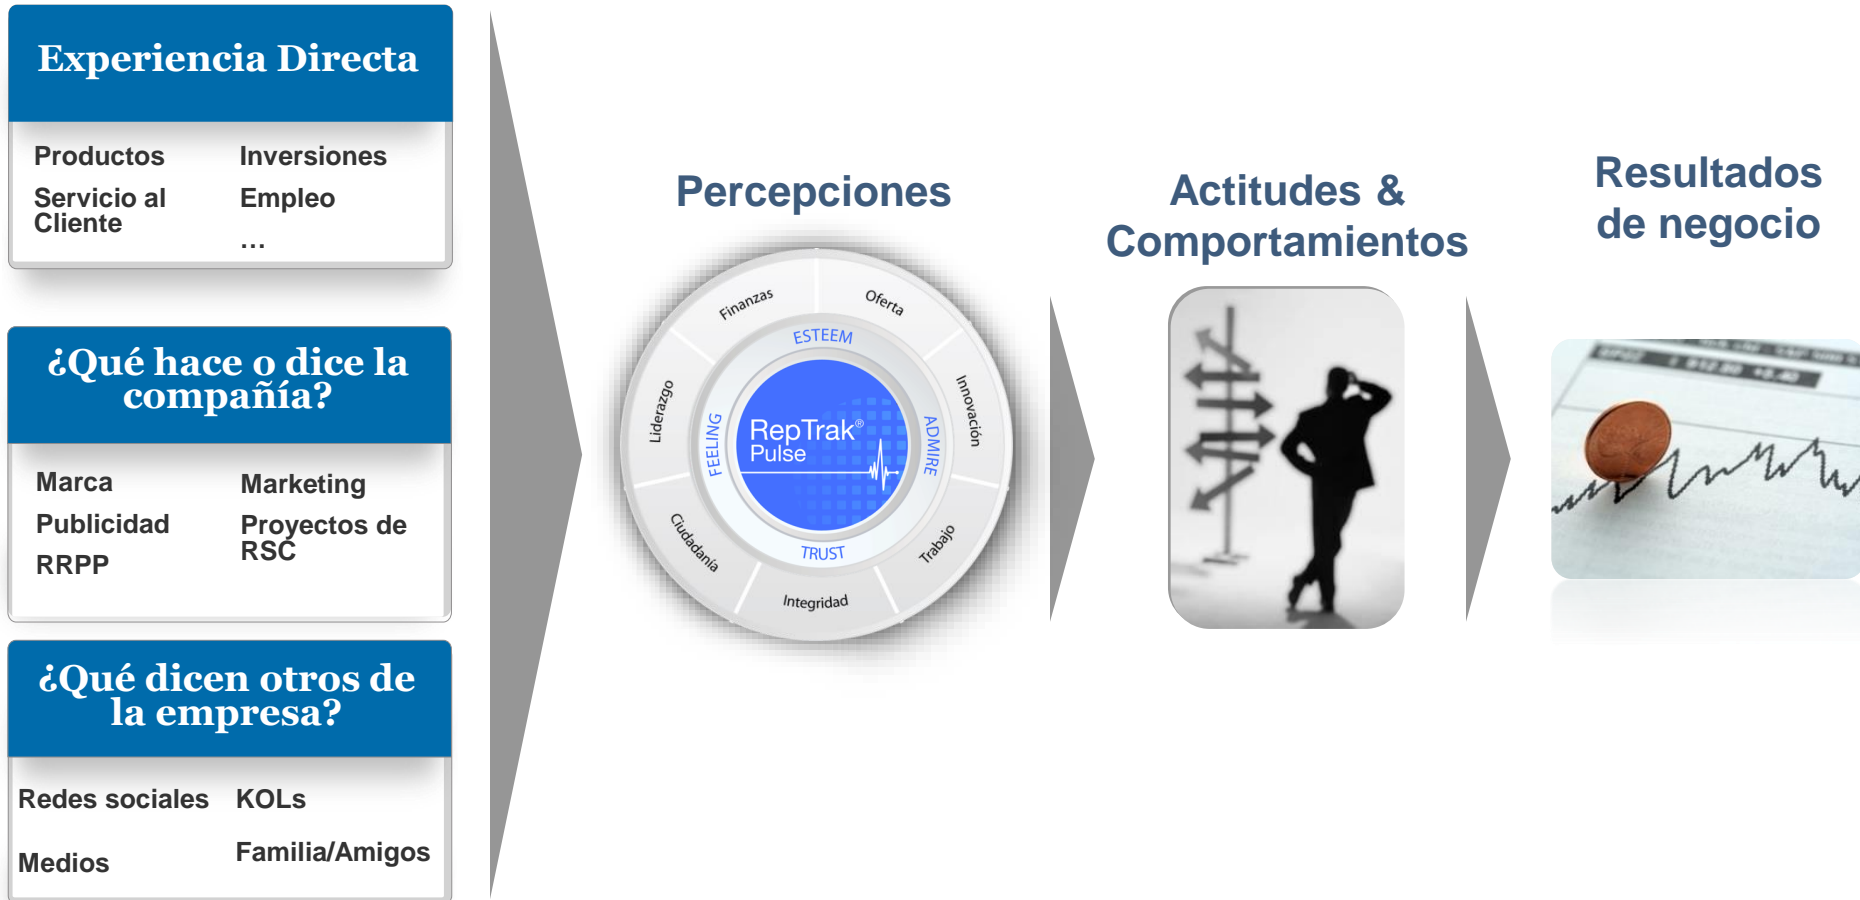 Experiencia Directa
Productos
Servicio al
Cliente
Inversiones
Empleo
...
¿Qué hace o dice la
compañía?
Marca
Publicidad
RRPP
Marketing
Proyectos de
RSC
¿Qué dicen otros de
la empresa?
Redes sociales
Medios
KOLs
Familia/Amigos
Percepciones
Finanzas
Oferta
Innovación
Trabajo
Integridad
Ciudadanía
Liderazgo
ESTEEM
ADMIRE
TRUST
FEELING
RepTrak®
Pulse
Actitudes &
Comportamientos
Resultados
de negocio